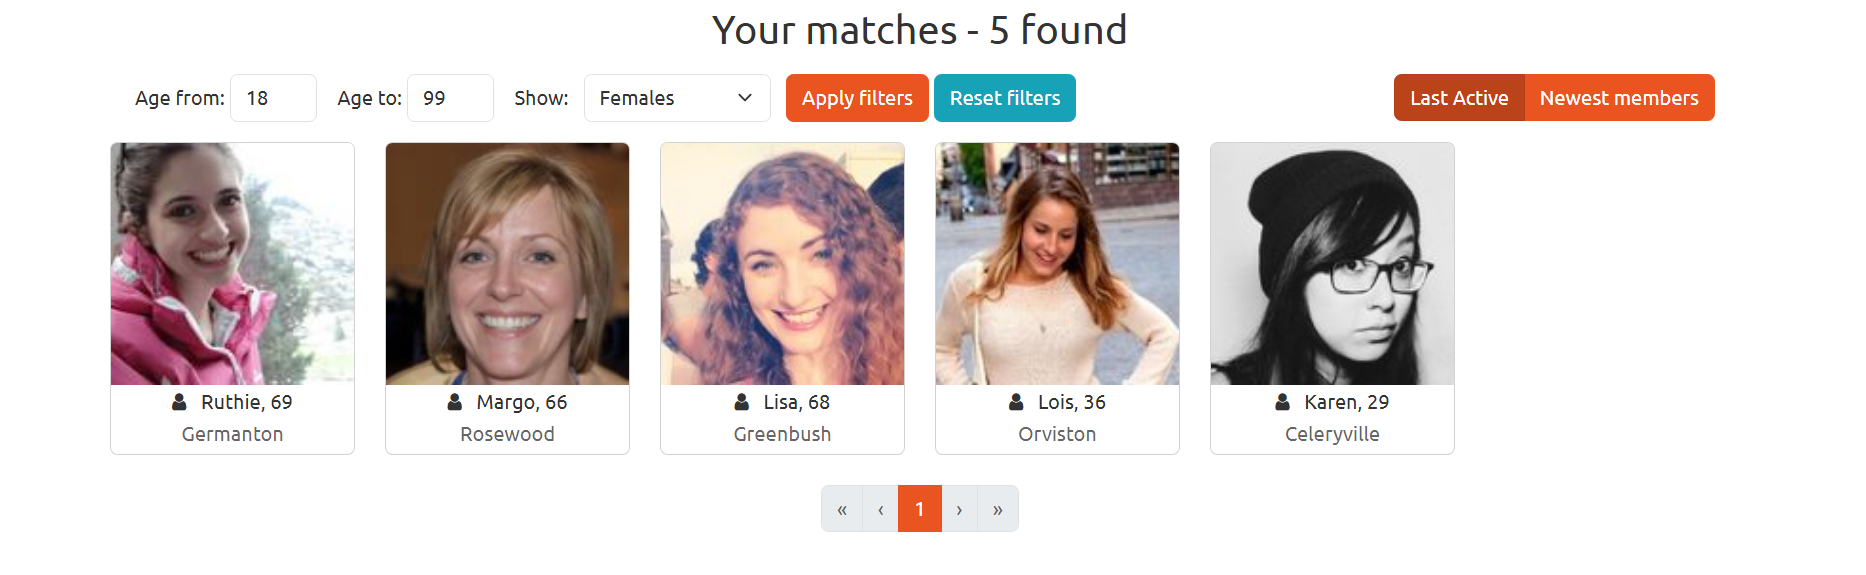 Your matches - 5 found
Age from: 18 Age to: 99 Show: Females Apply filters Reset filters Last Active Newest members
Ruthie, 69 Margo, 66 Lisa, 68 Lois, 36 Karen, 29
Germanton Rosewood Greenbush Orviston Celeryville
« ‹ 1 › »